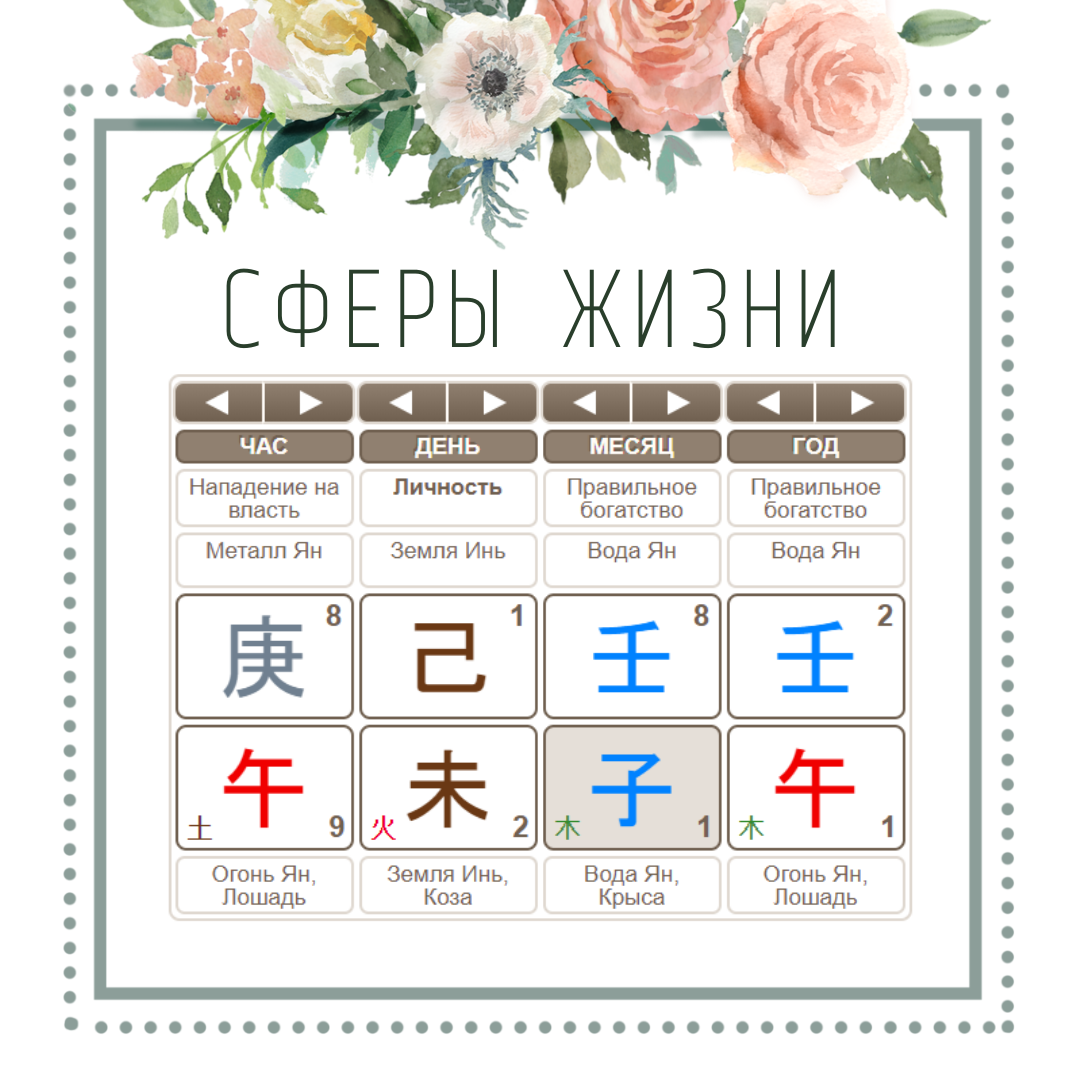 СФЕРЫ ЖИЗНИ
ЧАС ДЕНЬ МЕСЯЦ ГОД
Нападение на власть Личность Правильное богатство Правильное богатство
Металл Ян Земля Инь Вода Ян Вода Ян
庚 8 己 1 壬 8 壬 2
午 土 9 未 火 2 子 木 1 午 木 1
Огонь Ян, Лошадь Земля Инь, Коза Вода Ян, Крыса Огонь Ян, Лошадь